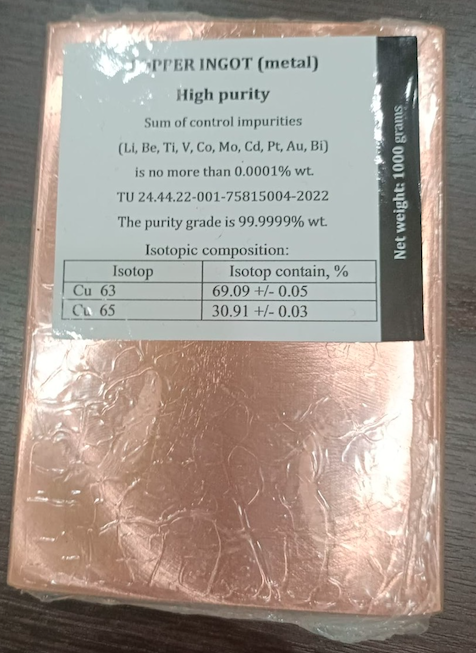 COPPER INGOT (metal)
High purity
Sum of control impurities
(Li, Be, Ti, V, Co, Mo, Cd, Pt, Au, Bi)
is no more than 0.0001% wt.
TU 24.44.22-001-75815004-2022
The purity grade is 99.9999% wt.
Isotopic composition:
Isotop Isotop contain, %
Cu 63 69.09 +/- 0.05
Cu 65 30.91 +/- 0.03
Net weight: 1000 grams